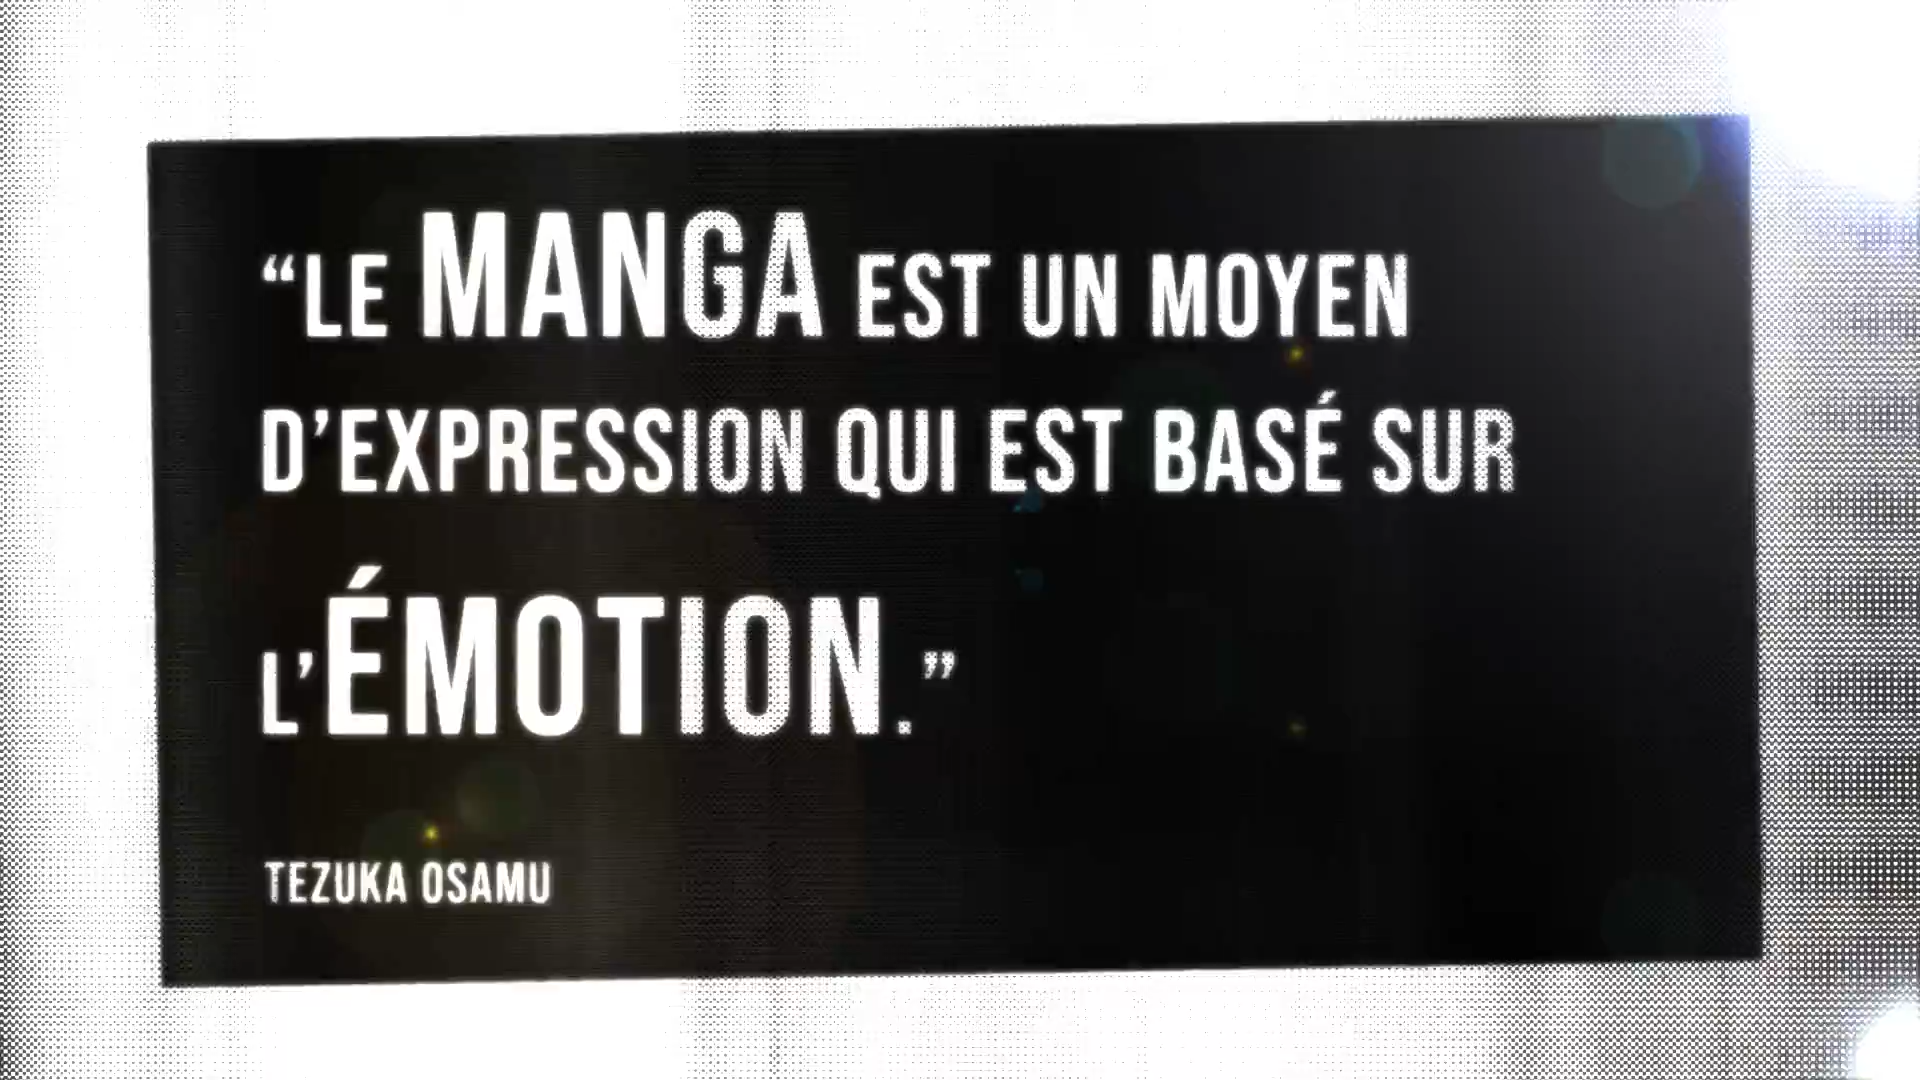 “LE MANGA EST UN MOYEN
D’EXPRESSION QUI EST BASÉ SUR
L’ÉMOTION.”
TEZUKA OSAMU